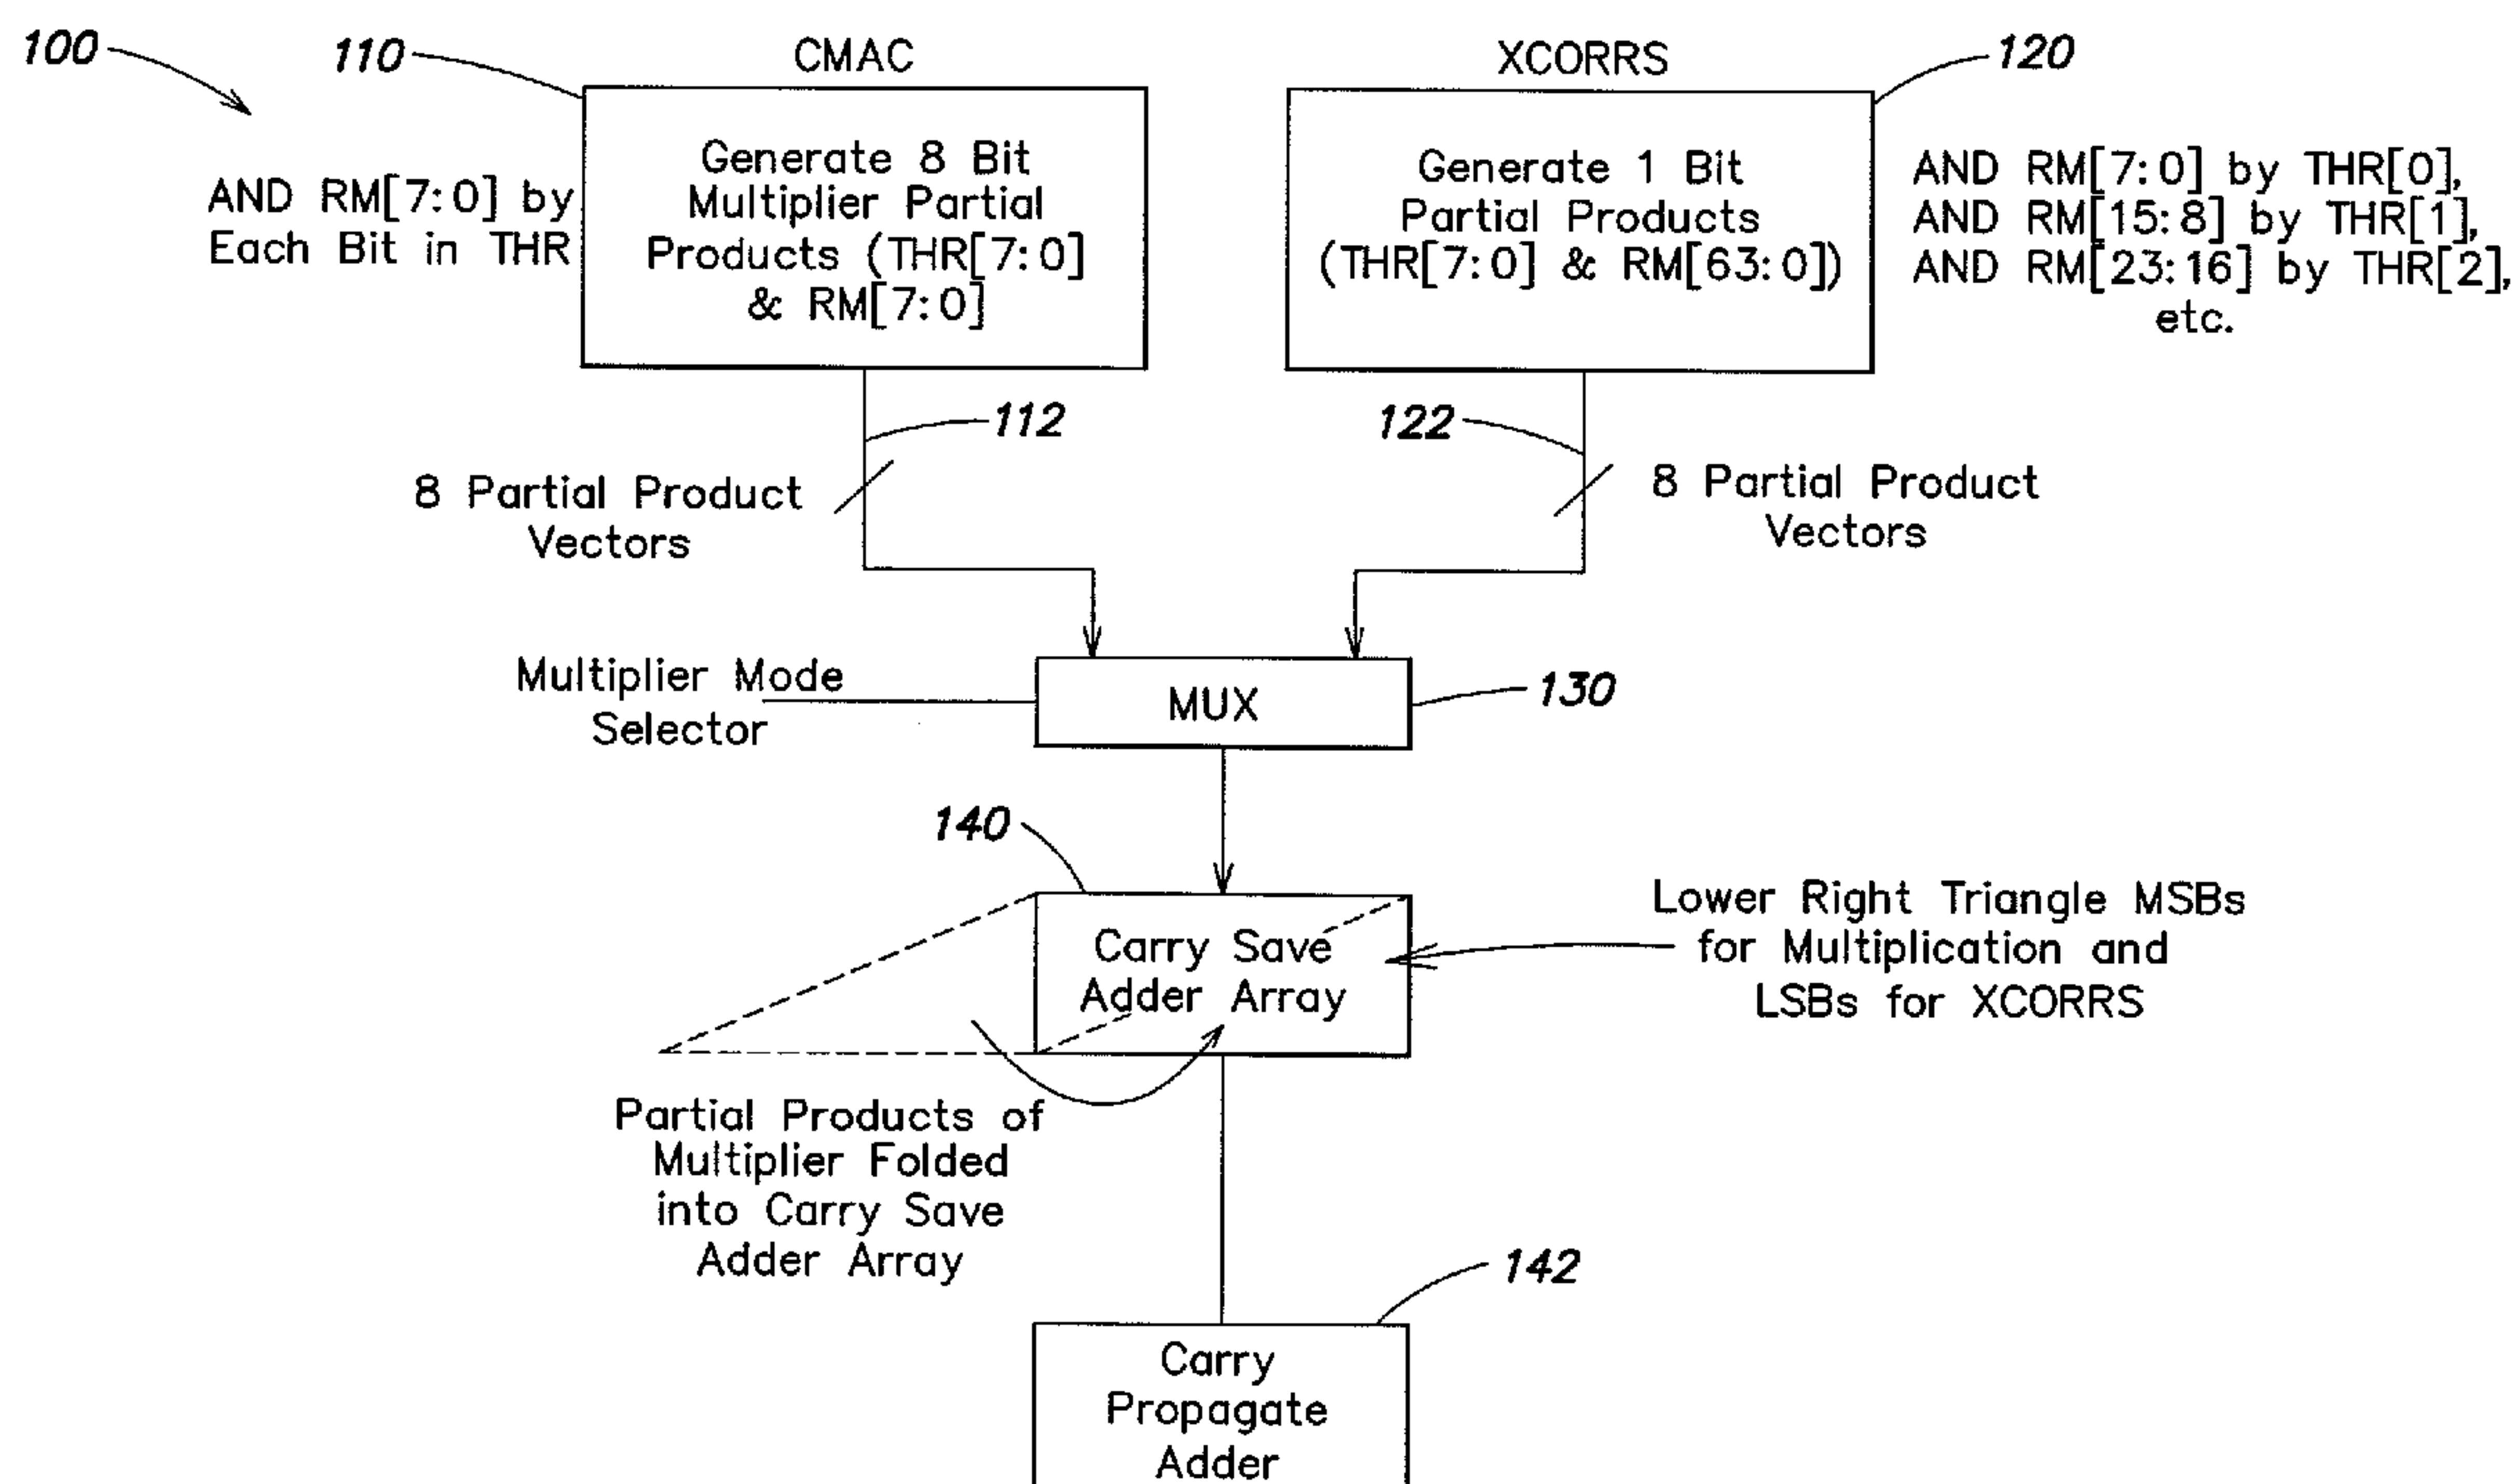 100
110
CMAC
XCORRS
120
AND RM[7:0] by
Each Bit in THR
Generate 8 Bit
Multiplier Partial
Products (THR[7:0]
& RM[7:0]
Generate 1 Bit
Partial Products
(THR[7:0] & RM[63:0])
AND RM[7:0] by THR[0],
AND RM[15:8] by THR[1],
AND RM[23:16] by THR[2],
etc.
112
122
8 Partial Product
Vectors
8 Partial Product
Vectors
Multiplier Mode
Selector
MUX
130
140
Carry Save
Adder Array
Lower Right Triangle MSBs
for Multiplication and
LSBs for XCORRS
Partial Products of
Multiplier Folded
into Carry Save
Adder Array
142
Carry
Propagate
Adder